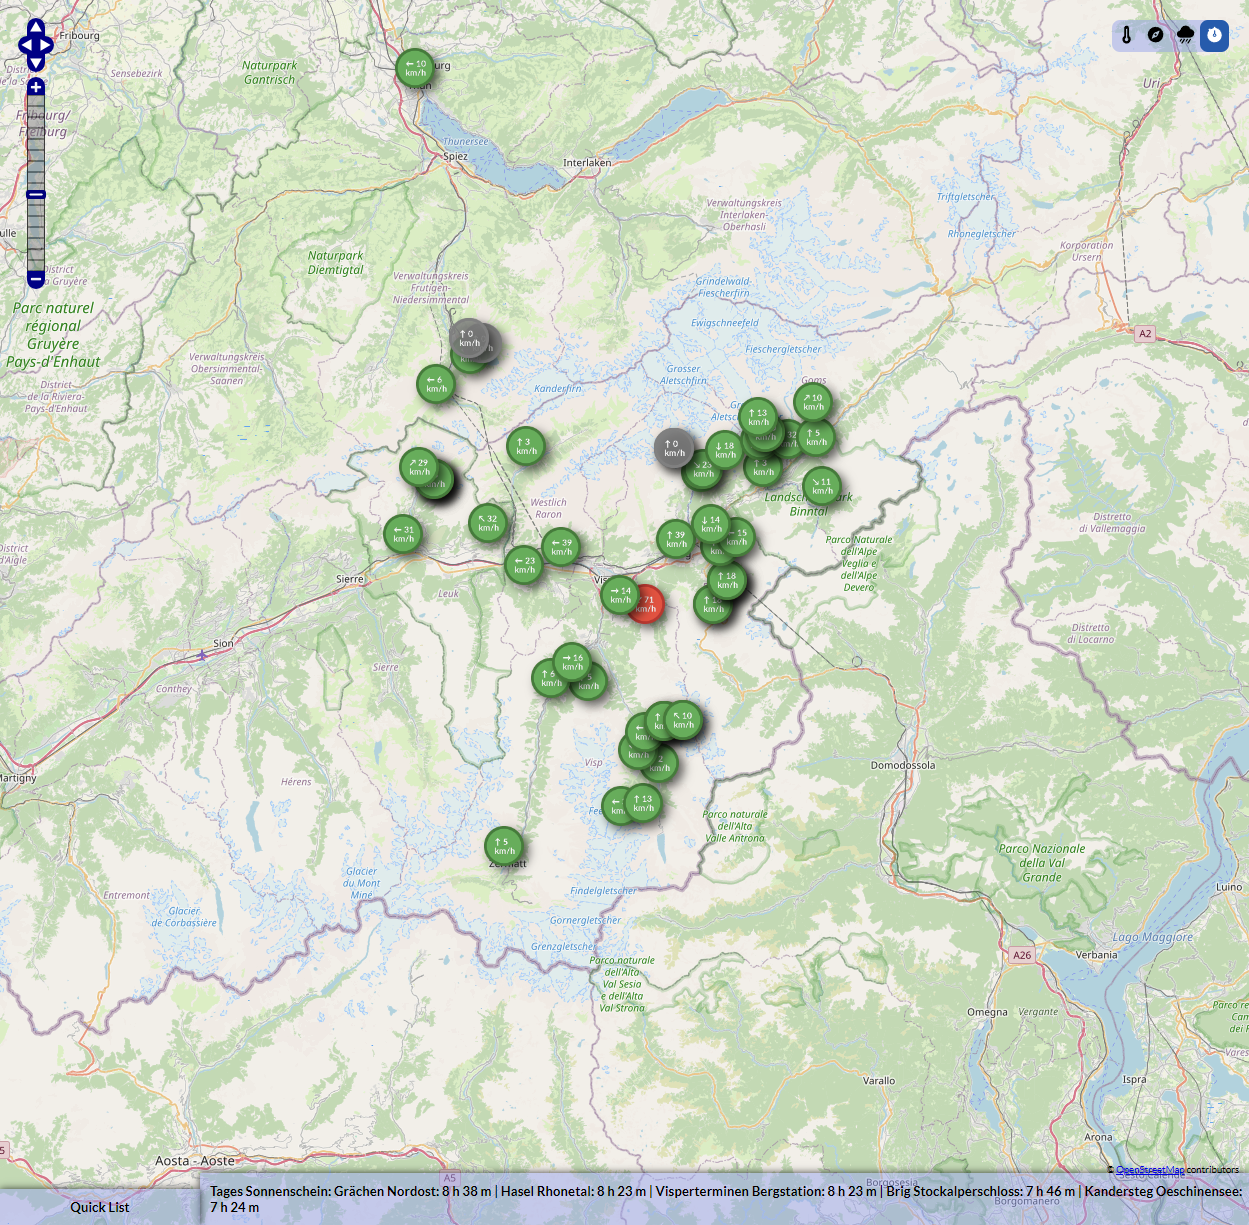 Fribourg
Sensebezirk
Naturpark
Gantrisch
← 10
km/h
Thunersee
Spiez
Interlaken
Uri
Fribourg/
Freiburg
Verwaltungskreis
Interlaken-
Oberhasli
Triftgletscher
Rhonegletscher
Korporation
Ursern
Naturpark
Diemtigtal
Verwaltungskreis
Frutigen-
Niedersimmental
District
de la Gruyère
Parc naturel
régional
Gruyère
Pays-d'Enhaut
Grindelwald-
Fiescherfirn
Ewigschneefeld
Fieschergletscher
A2
↑ 0
km/h
Verwaltungskreis
Obersimmental-
Saanen
Grosser
Aletschfirn
Kanderfirn
Goms
← 6
km/h
District
de la Riviera-
Pays-d'Enhaut
↗ 10
km/h
↑ 13
km/h
↑ 5
km/h
↑ 3
km/h
↑ 0
km/h
↓ 18
km/h
↗ 29
km/h
↘ 11
km/h
Landschaftspark
Binntal
Westlich
Raron
↖ 32
km/h
← 31
km/h
↓ 14
km/h
↑ 39
km/h
← 15
km/h
← 39
km/h
← 23
km/h
Distretto
di Vallemaggia
Parco Naturale
dell'Alpe
Veglia e
dell'Alpe
Devero
Sierre
Leuk
→ 14
km/h
71
km/h
↑ 18
km/h
Distretto
di Locarno
Sion
Sierre
Conthey
→ 16
km/h
↑ 6
km/h
↖ 10
km/h
Visp
Martigny
Hérens
Domodossola
↑ 13
km/h
Parco naturale
dell'Alta
Valle Antrona
↑ 5
km/h
Zermatt
Parco Nazionale
della Val
Grande
Glacier
du Mont
Miné
Findelgletscher
Luino
Entremont
Glacier
de Corbassière
Gornergletscher
Grenzgletscher
Lago Maggiore
A26
Verbania
Parco naturale
dell'Alta
Val Sesia
e dell'Alta
Val Strona
Omegna
Vergante
Varallo
Ispra
Arona
Aosta - Aoste
A5
© OpenStreetMap contributors
Sesto Calende
Borgosesia
Borgomanero
Quick List
Tages Sonnenschein: Grächen Nordost: 8 h 38 m | Hasel Rhonetal: 8 h 23 m | Visperterminen Bergstation: 8 h 23 m | Brig Stockalperschloss: 7 h 46 m | Kandersteg Oeschinensee:
7 h 24 m